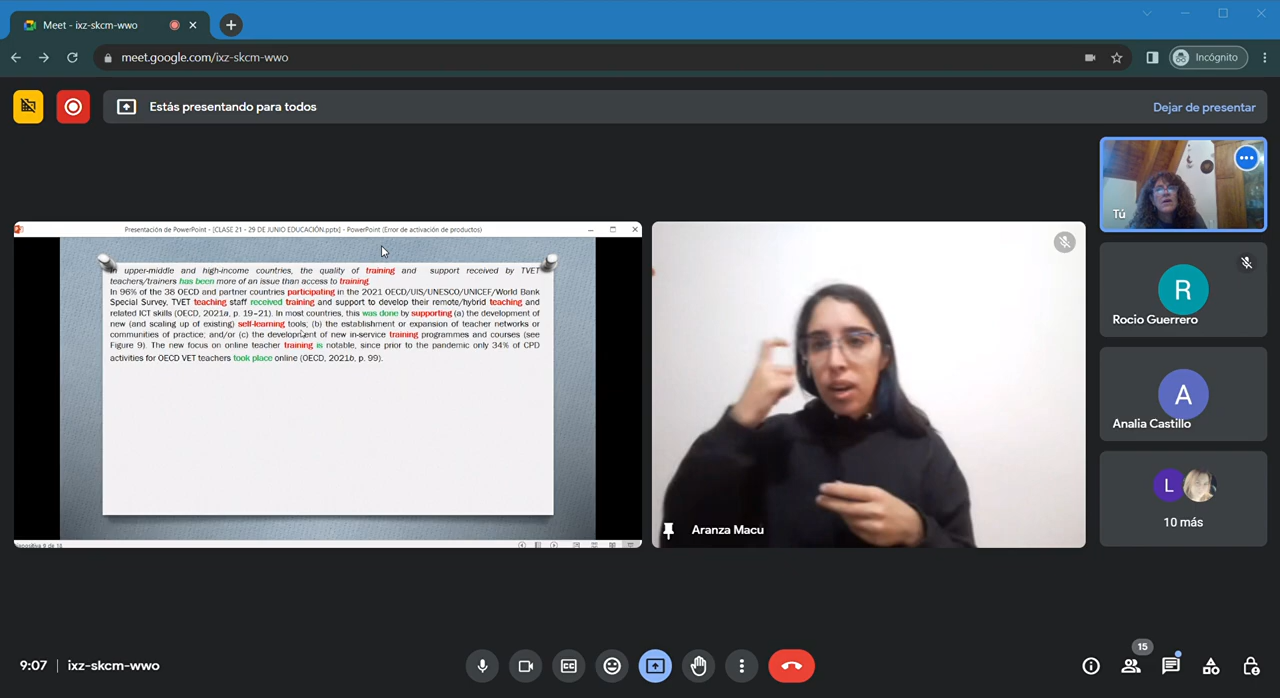 Meet - ixz-skcm-wwo
meet.google.com/ixz-skcm-wwo
Incógnito
Estás presentando para todos
Dejar de presentar
Presentación de PowerPoint - [CLASE 21 - 29 DE JUNIO EDUCACIÓN.pptx] - PowerPoint (Error de activación de productos)
In upper-middle and high-income countries, the quality of training and support received by TVET
teachers/trainers has been more of an issue than access to training.
In 96% of the 38 OECD and partner countries participating in the 2021 OECD/UIS/UNESCO/UNICEF/World Bank
Special Survey, TVET teaching staff received training and support to develop their remote/hybrid teaching and
related ICT skills (OECD, 2021a, p. 19-21). In most countries, this was done by supporting (a) the development of
new (and scaling up of existing) self-learning tools; (b) the establishment or expansion of teacher networks or
communities of practice; and/or (c) the development of new in-service training programmes and courses (see
Figure 9). The new focus on online teacher training is notable, since prior to the pandemic only 34% of CPD
activities for OECD VET teachers took place online (OECD, 2021b, p. 99).
Aranza Macu
Tú
R
Rocio Guerrero
A
Analia Castillo
L
10 más
9:07 | ixz-skcm-wwo
15